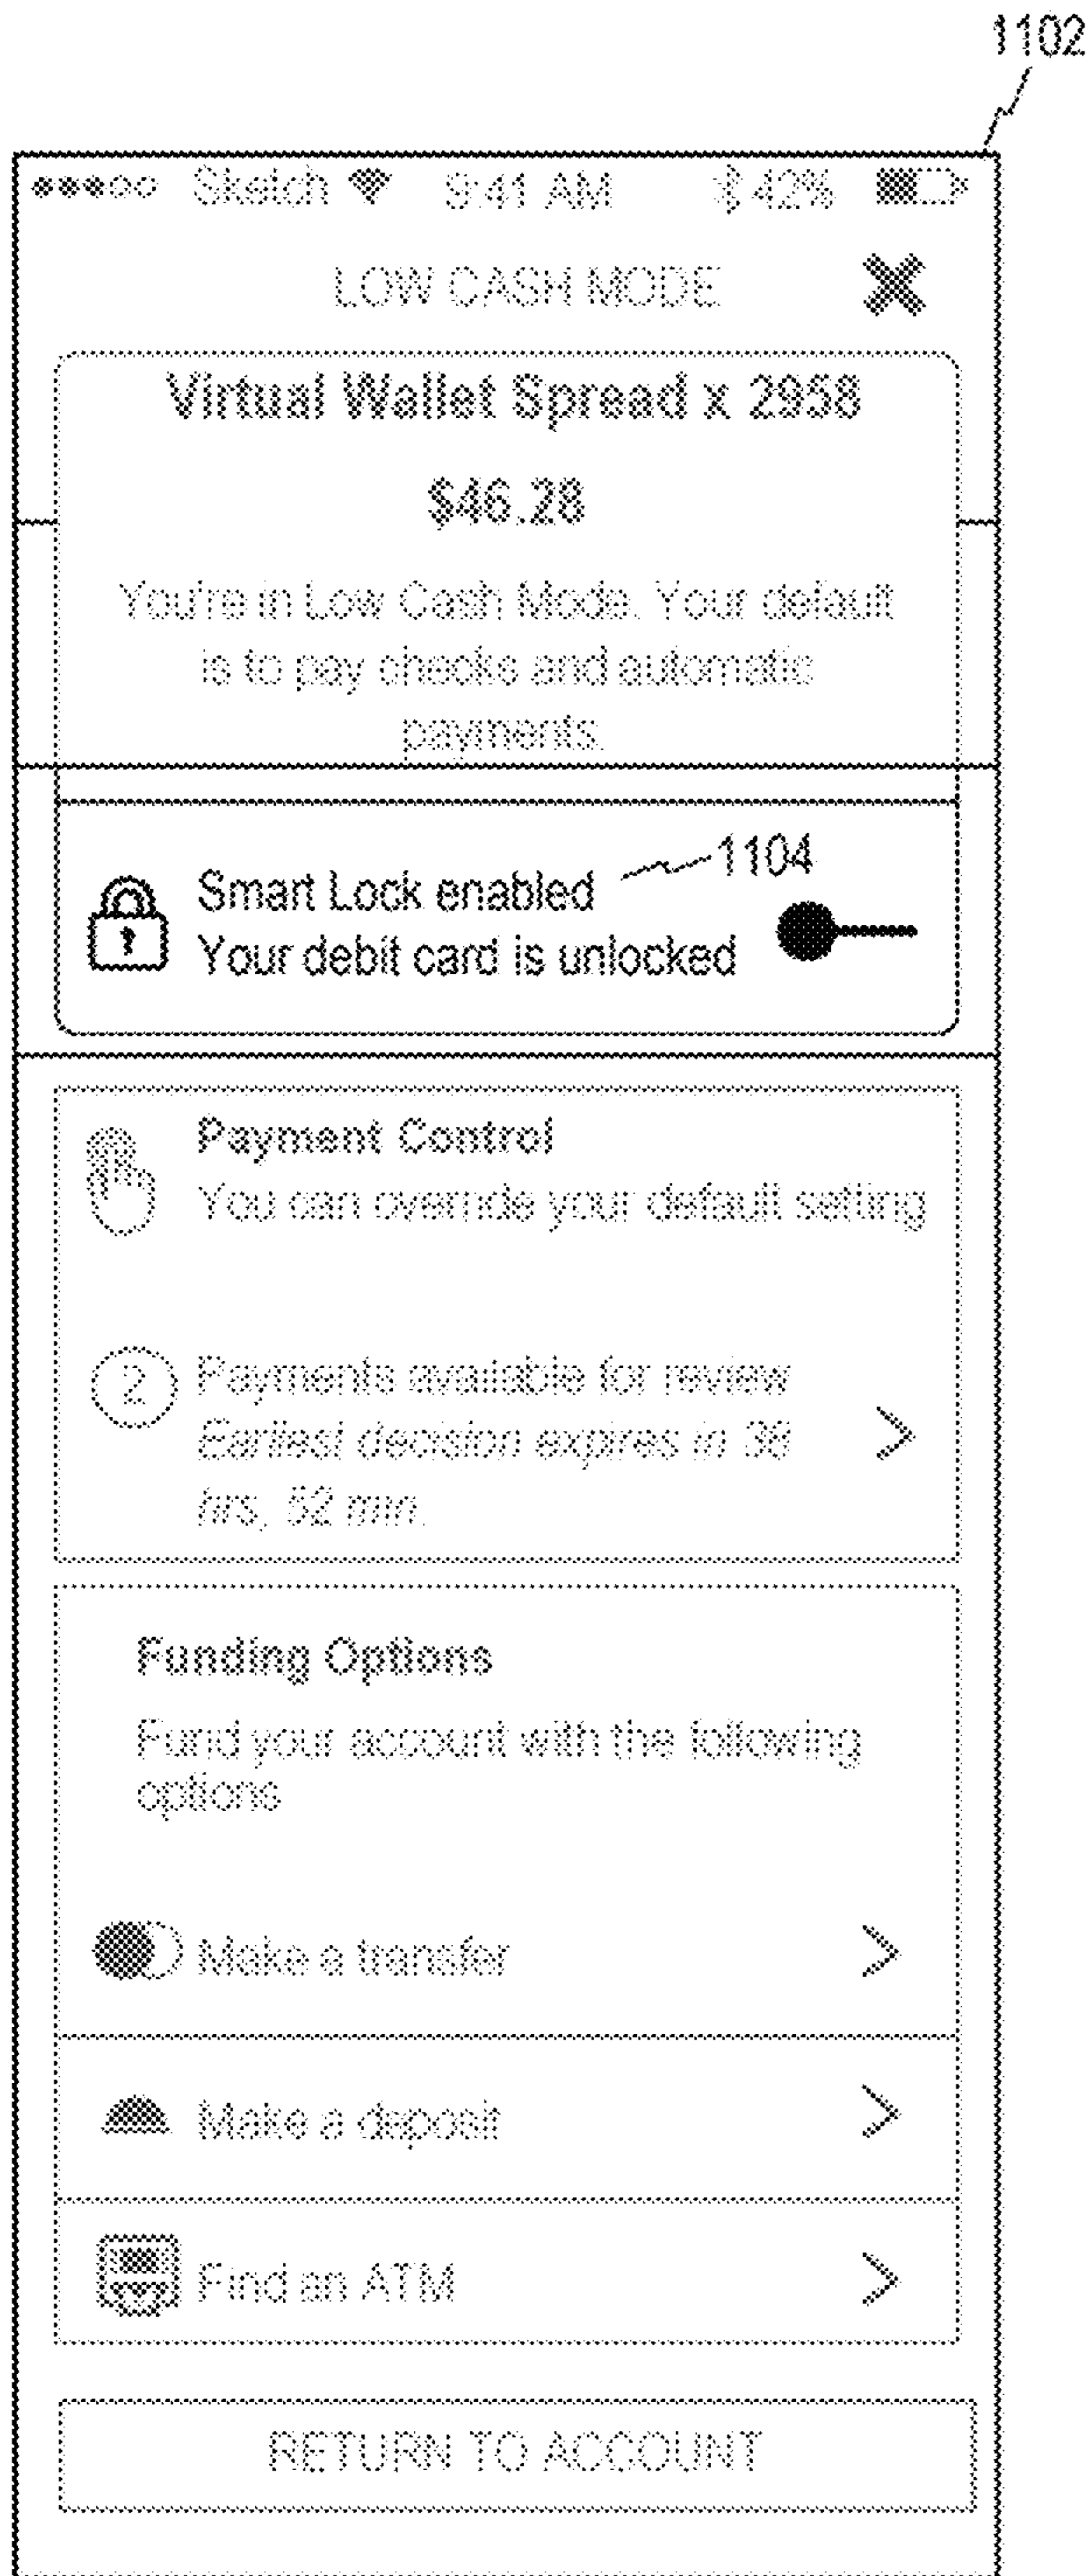 1102
Sketch 9:41 AM 42%
LOW CASH MODE
Virtual Wallet Spread x 2958
$46.28
You're in Low Cash Mode. Your default
is to pay checks and automatic
payments.
Smart Lock enabled 1104
Your debit card is unlocked
Payment Control
You can override your default setting
2 Payments available for review
Earliest decision expires in
hrs, 52 min.
Funding Options
Fund your account with the following
options
Make a transfer
Make a deposit
Find an ATM
RETURN TO ACCOUNT